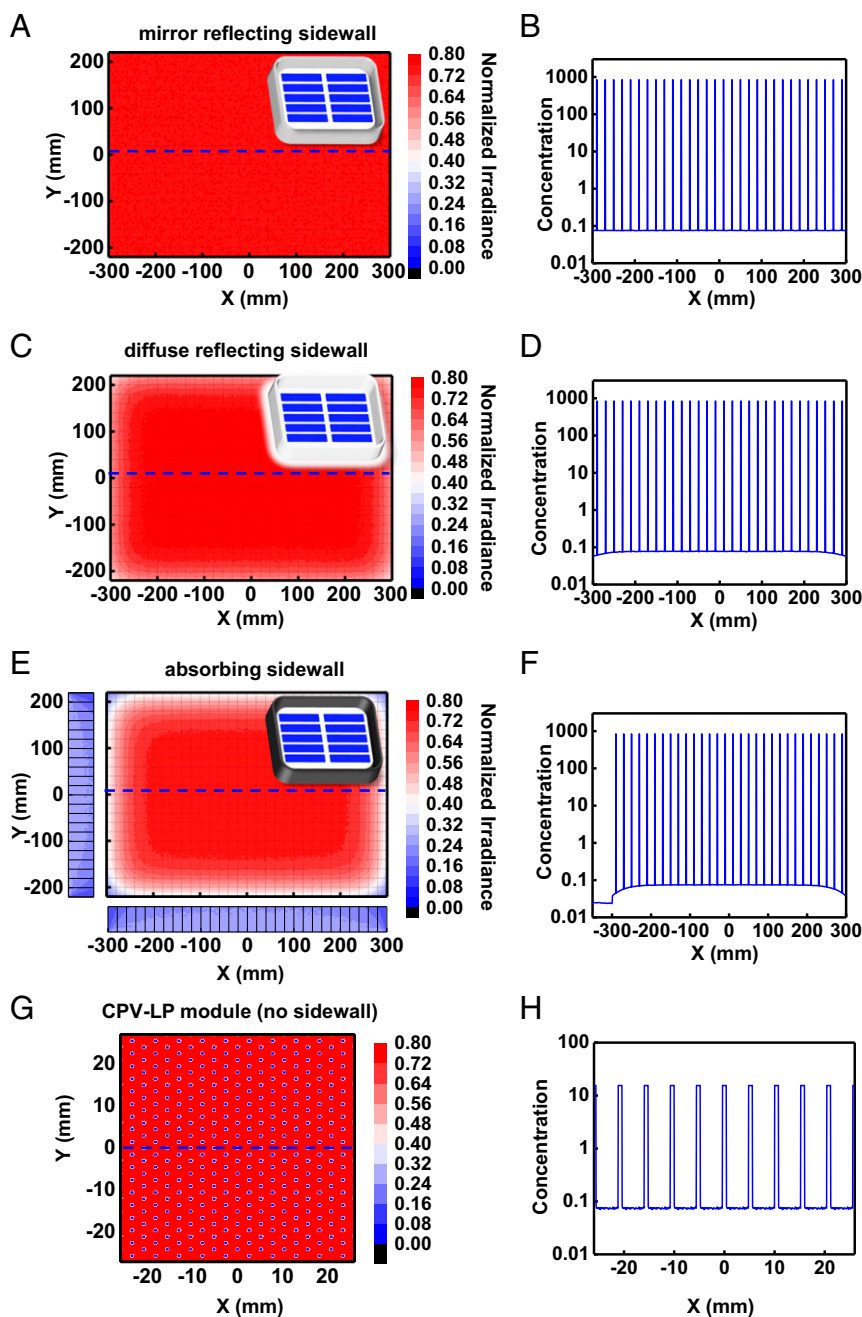 A
mirror reflecting sidewall
200
100
0
-100
-200
Y (mm)
-300 -200 -100 0 100 200 300
X (mm)
0.80
0.72
0.64
0.56
0.48
0.40
0.32
0.24
0.16
0.08
0.00
Normalized Irradiance
B
1000
100
10
1
0.1
0.01
Concentration
-300 -200 -100 0 100 200 300
X (mm)
C
diffuse reflecting sidewall
200
100
0
-100
-200
Y (mm)
-300 -200 -100 0 100 200 300
X (mm)
0.80
0.72
0.64
0.56
0.48
0.40
0.32
0.24
0.16
0.08
0.00
Normalized Irradiance
D
1000
100
10
1
0.1
0.01
Concentration
-300 -200 -100 0 100 200 300
X (mm)
E
absorbing sidewall
200
100
0
-100
-200
Y (mm)
-300 -200 -100 0 100 200 300
X (mm)
0.80
0.72
0.64
0.56
0.48
0.40
0.32
0.24
0.16
0.08
0.00
Normalized Irradiance
F
1000
100
10
1
0.1
0.01
Concentration
-300 -200 -100 0 100 200 300
X (mm)
G
CPV-LP module (no sidewall)
20
10
0
-10
-20
Y (mm)
-20 -10 0 10 20
X (mm)
0.80
0.72
0.64
0.56
0.48
0.40
0.32
0.24
0.16
0.08
0.00
H
100
10
1
0.1
0.01
Concentration
-20 -10 0 10 20
X (mm)